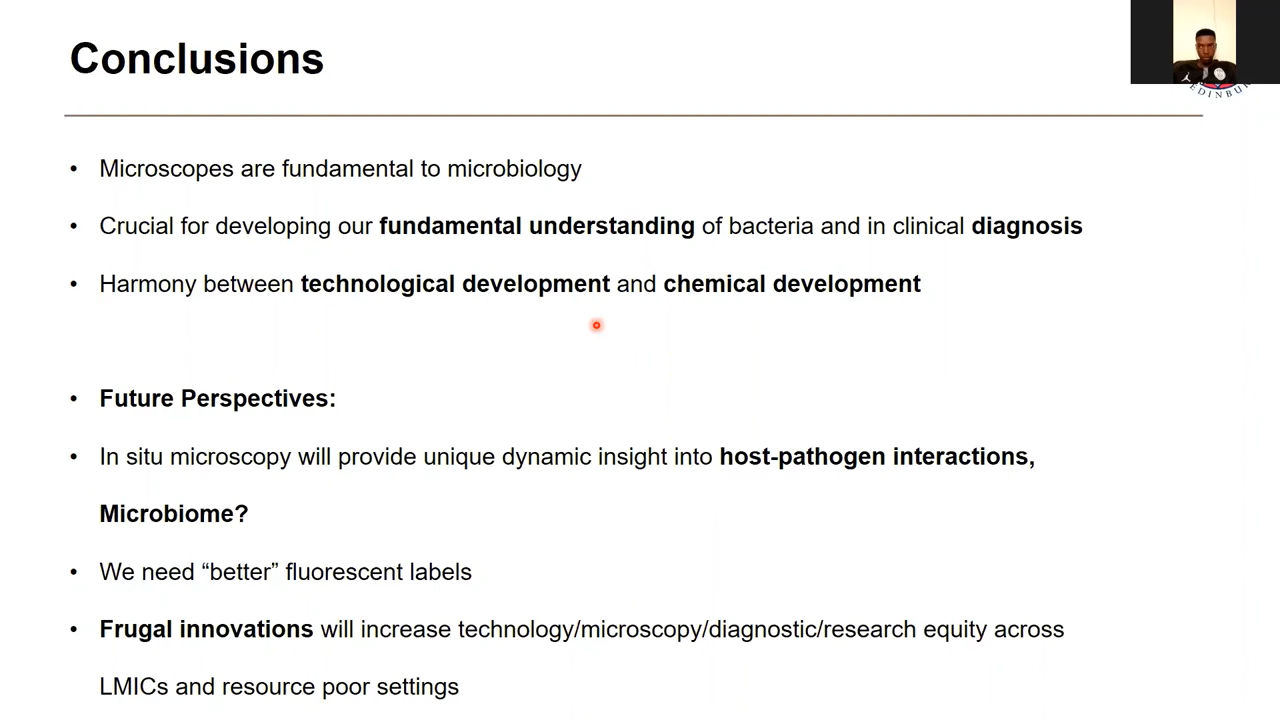 Conclusions
EDINBU
• Microscopes are fundamental to microbiology
• Crucial for developing our fundamental understanding of bacteria and in clinical diagnosis
• Harmony between technological development and chemical development
• Future Perspectives:
• In situ microscopy will provide unique dynamic insight into host-pathogen interactions,
Microbiome?
• We need “better” fluorescent labels
• Frugal innovations will increase technology/microscopy/diagnostic/research equity across
LMICs and resource poor settings